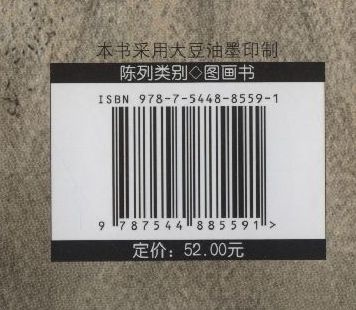 本书采用大豆油墨印制
陈列类别◇图画书
ISBN 978-7-5448-8559-1
9 787544 885591 >
定价：52.00元